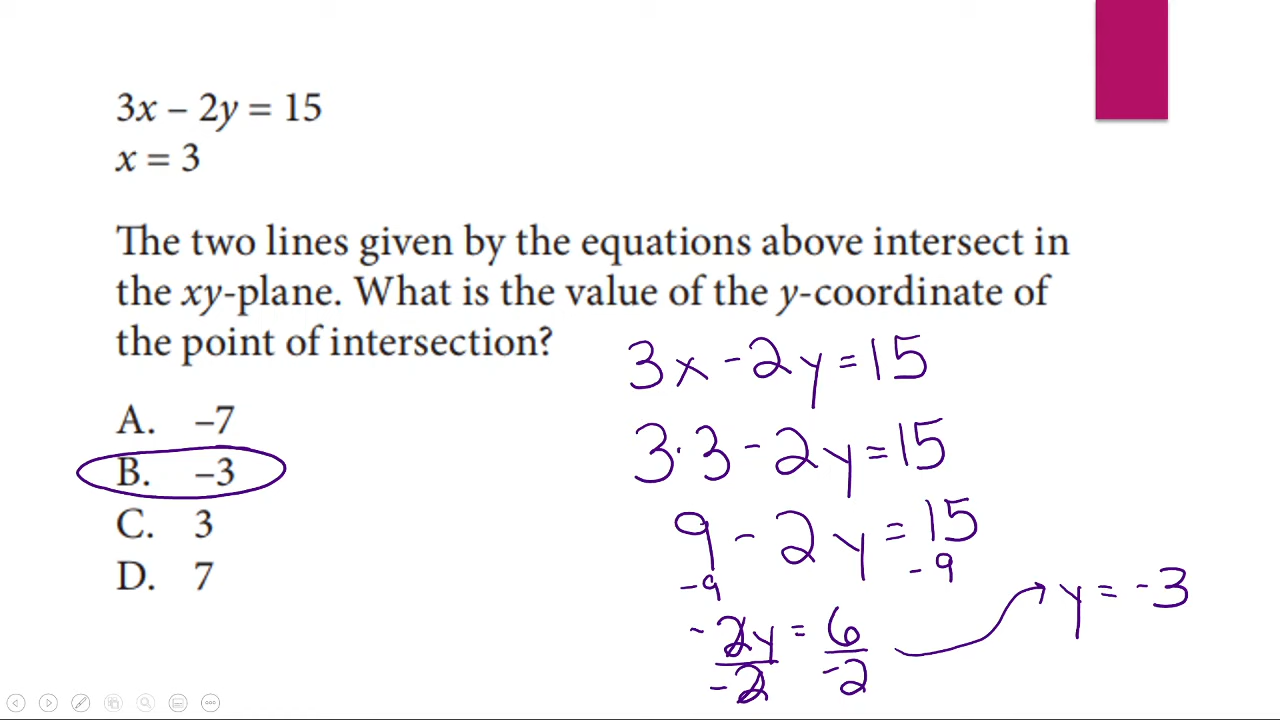 3x – 2y = 15
x = 3
The two lines given by the equations above intersect in
the xy-plane. What is the value of the y-coordinate of
the point of intersection?
A. –7
B. –3
C. 3
D. 7
3x - 2y = 15
3·3 - 2y = 15
9 - 2y = 15
-9 -9
-2y = 6
-2 -2
y = -3